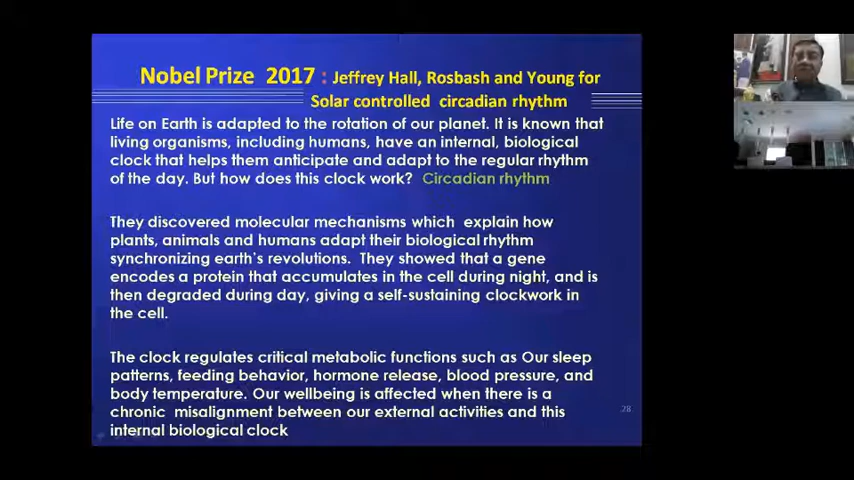 Nobel Prize 2017 : Jeffrey Hall, Rosbash and Young for
Solar controlled circadian rhythm
Life on Earth is adapted to the rotation of our planet. It is known that
living organisms, including humans, have an internal, biological
clock that helps them anticipate and adapt to the regular rhythm
of the day. But how does this clock work? Circadian rhythm
They discovered molecular mechanisms which explain how
plants, animals and humans adapt their biological rhythm
synchronizing earth's revolutions. They showed that a gene
encodes a protein that accumulates in the cell during night, and is
then degraded during day, giving a self-sustaining clockwork in
the cell.
The clock regulates critical metabolic functions such as Our sleep
patterns, feeding behavior, hormone release, blood pressure, and
body temperature. Our wellbeing is affected when there is a
chronic misalignment between our external activities and this
internal biological clock
28